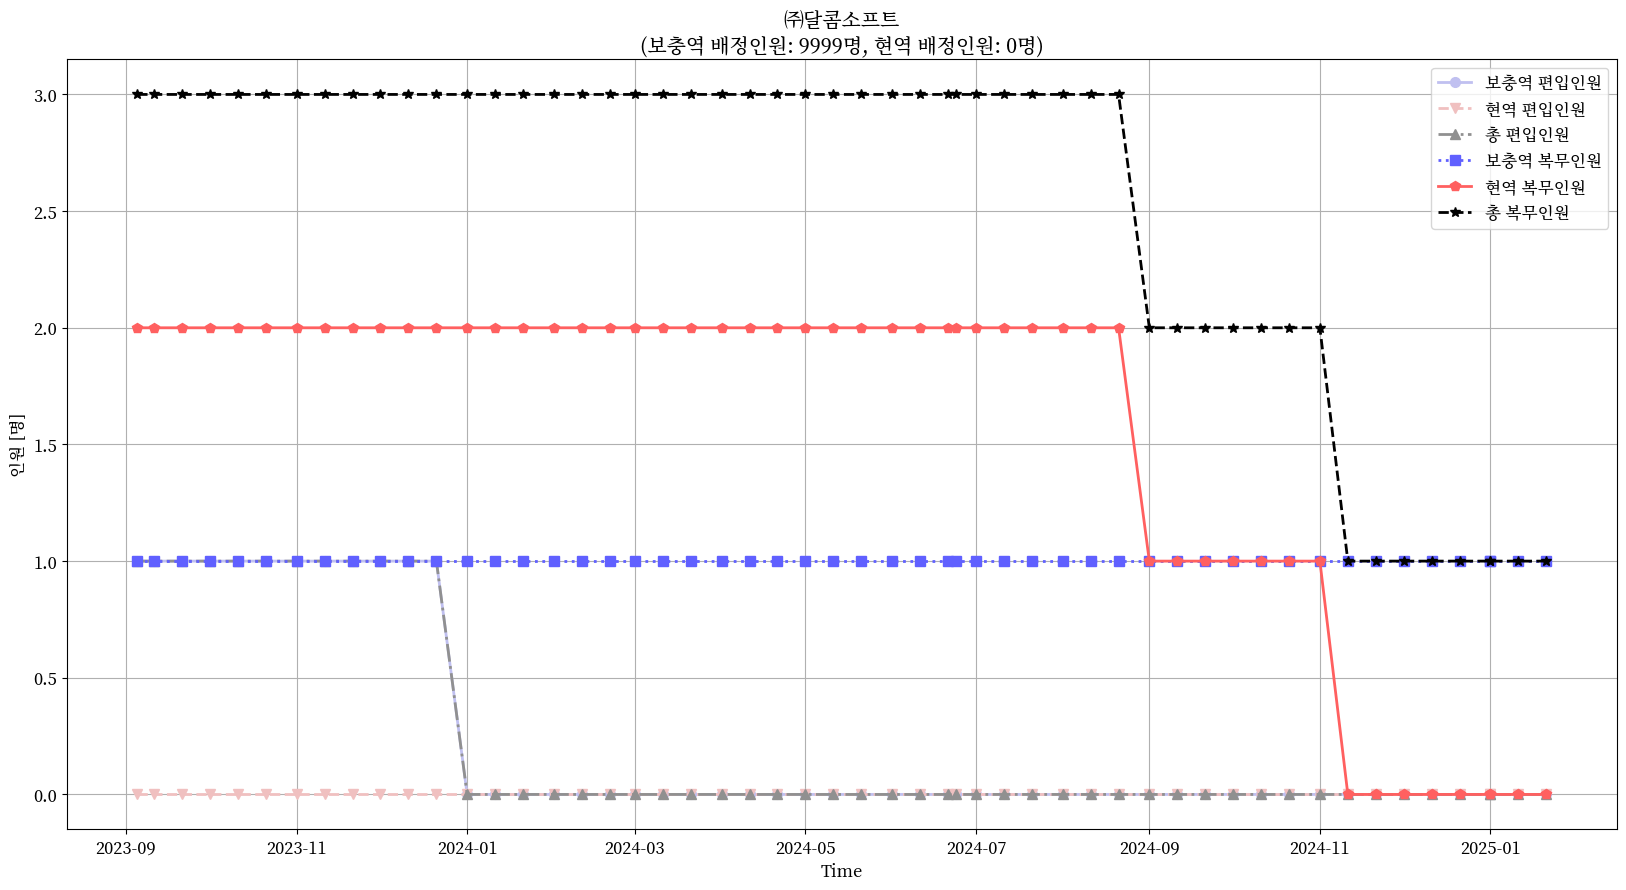 ㈜달콤소프트
(보충역 배정인원: 9999명, 현역 배정인원: 0명)
보충역 편입인원
현역 편입인원
총 편입인원
보충역 복무인원
현역 복무인원
총 복무인원
인원 [명]
3.0
2.5
2.0
1.5
1.0
0.5
0.0
2023-09
2023-11
2024-01
2024-03
2024-05
2024-07
2024-09
2024-11
2025-01
Time